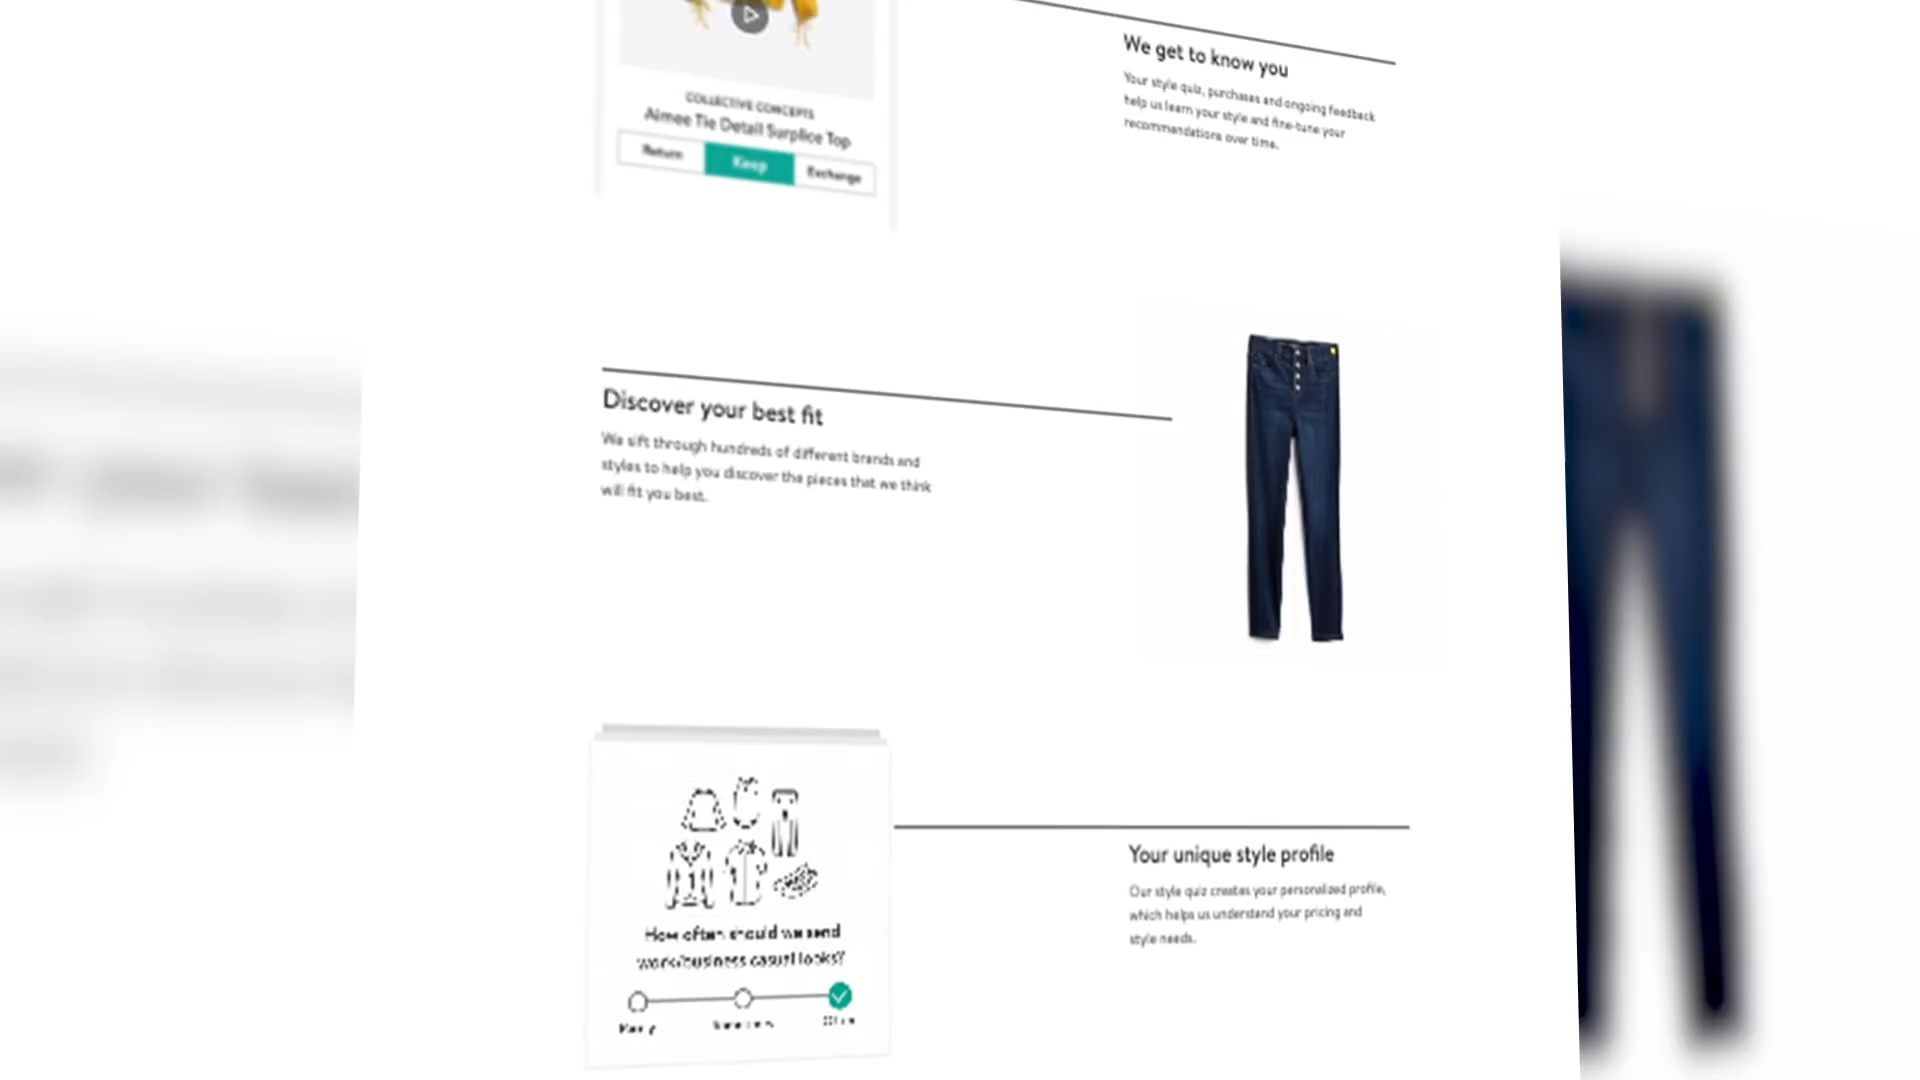 COLLECTIVE CONCEPTS
Aimee Tie Detail Surplice Top
Return
Keep
Exchange
We get to know you
Your style quiz, purchases and ongoing feedback
help us learn your style and fine-tune your
recommendations over time.
Discover your best fit
We sift through hundreds of different brands and
styles to help you discover the pieces that we think
will fit you best.
How often should we send
work/business casual looks?
Your unique style profile
Our style quiz creates your personalized profile,
which helps us understand your pricing and
style needs.